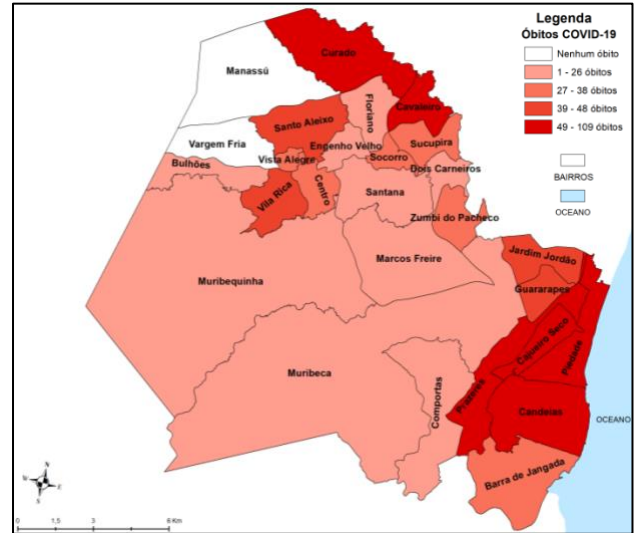 Legenda
Óbitos COVID-19
Nenhum óbito
1 - 26 óbitos
27 - 38 óbitos
39 - 48 óbitos
49 - 109 óbitos
BAIRROS
OCEANO
Curado
Manassú
Floriano
Cavaleiro
Santo Aleixo
Vargem Fria
Engenho Velho
Sucupira
Vista Alegre
Socorro
Bulhões
Dois Carneiros
Vila Rica
Centro
Santana
Zumbi do Pacheco
Jardim Jordão
Marcos Freire
Muribequinha
Guararapes
Cajueiro Seco
Piedade
Muribeca
Comportas
Prazeres
Candeias
OCEANO
Barra de Jangada
N
W
E
S
0 1,5 3 6 Km